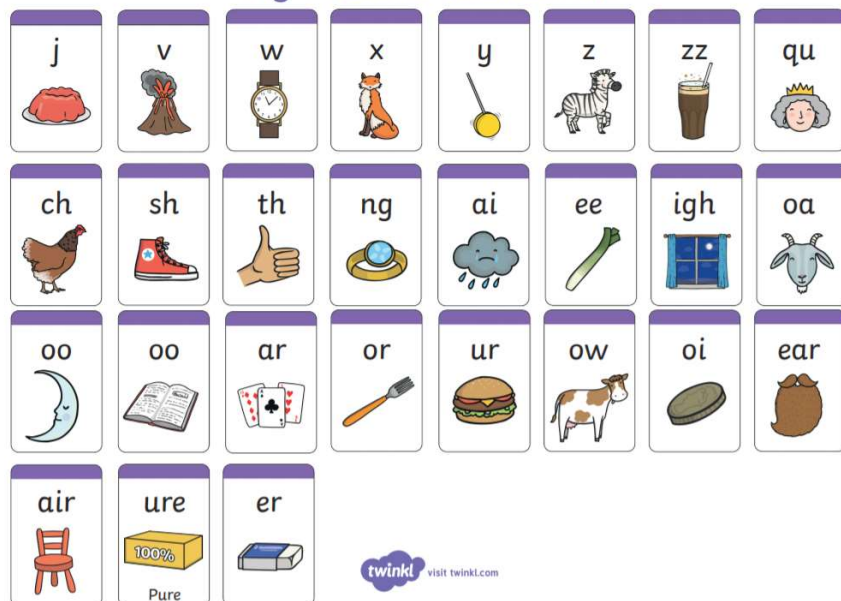 j v w x y z zz qu
ch sh th ng ai ee igh oa
oo oo ar or ur ow oi ear
air ure er
100%
twinkl visit twinkl.com
Pure